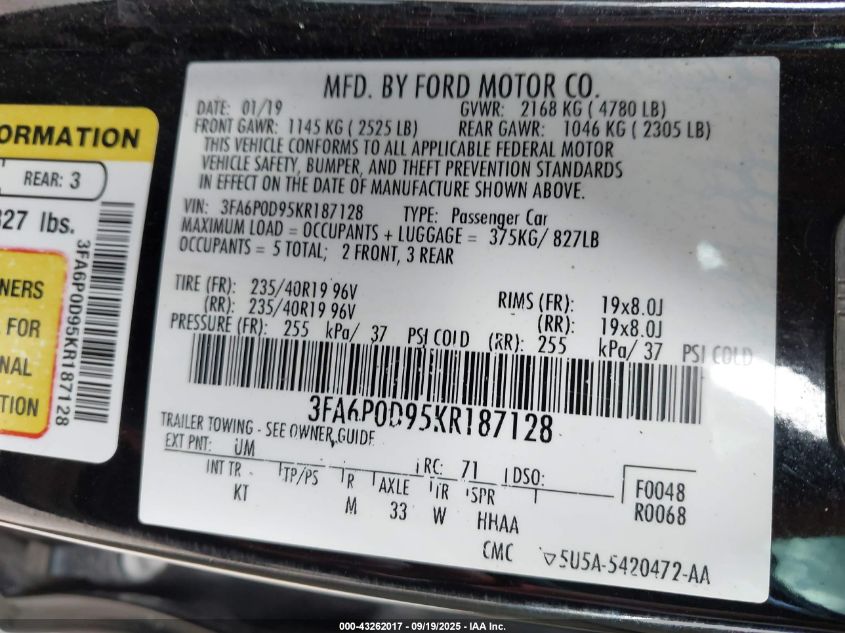 MFD. BY FORD MOTOR CO.
DATE: 01/19 GVWR: 2168 KG ( 4780 LB)
FRONT GAWR: 1145 KG ( 2525 LB) REAR GAWR: 1046 KG ( 2305 LB)
THIS VEHICLE CONFORMS TO ALL APPLICABLE FEDERAL MOTOR
VEHICLE SAFETY, BUMPER, AND THEFT PREVENTION STANDARDS
IN EFFECT ON THE DATE OF MANUFACTURE SHOWN ABOVE.
VIN: 3FA6P0D95KR187128 TYPE: Passenger Car
MAXIMUM LOAD = OCCUPANTS + LUGGAGE = 375KG/ 827LB
OCCUPANTS = 5 TOTAL; 2 FRONT, 3 REAR
TIRE (FR): 235/40R19 96V RIMS (FR): 19x8.0J
(RR): 235/40R19 96V (RR): 19x8.0J
PRESSURE (FR): 255 kPa/ 37 PSI COLD (RR): 255 kPa/ 37 PSI COLD
3FA6P0D95KR187128
TRAILER TOWING - SEE OWNER GUIDE
EXT PNT: UM RC: 71 DSO:
INT TR TP/PS R AXLE TR SPR F0048
KT M 33 W HHAA R0068
CMC 5U5A-5420472-AA
ORMATION
REAR: 3
827 lbs.
3FA6P0D95KR187128
NERS
FOR
NAL
TION
000-43262017 - 09/19/2025 - IAA Inc.